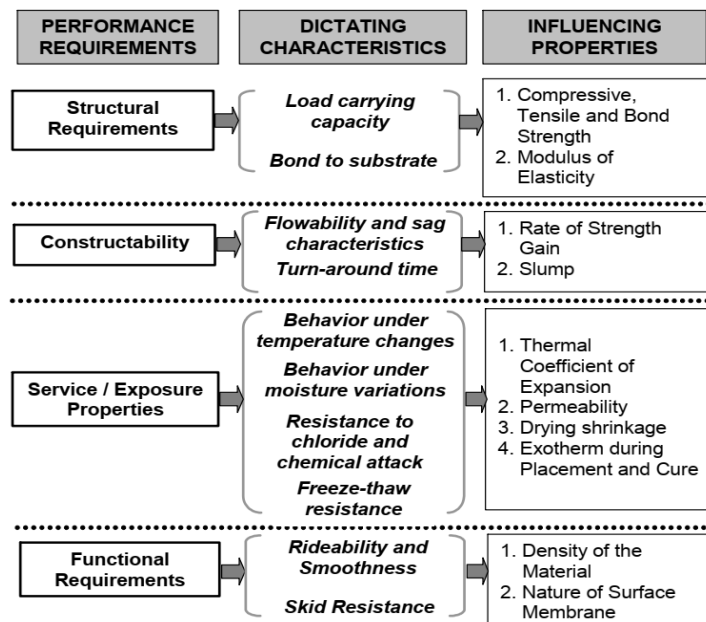 PERFORMANCE
REQUIREMENTS
DICTATING
CHARACTERISTICS
INFLUENCING
PROPERTIES
Structural
Requirements
Load carrying
capacity
Bond to substrate
1. Compressive,
Tensile and Bond
Strength
2. Modulus of
Elasticity
Constructability
Flowability and sag
characteristics
Turn-around time
1. Rate of Strength
Gain
2. Slump
Service / Exposure
Properties
Behavior under
temperature changes
Behavior under
moisture variations
Resistance to
chloride and
chemical attack
Freeze-thaw
resistance
1. Thermal
Coefficient of
Expansion
2. Permeability
3. Drying shrinkage
4. Exotherm during
Placement and Cure
Functional
Requirements
Rideability and
Smoothness
Skid Resistance
1. Density of the
Material
2. Nature of Surface
Membrane